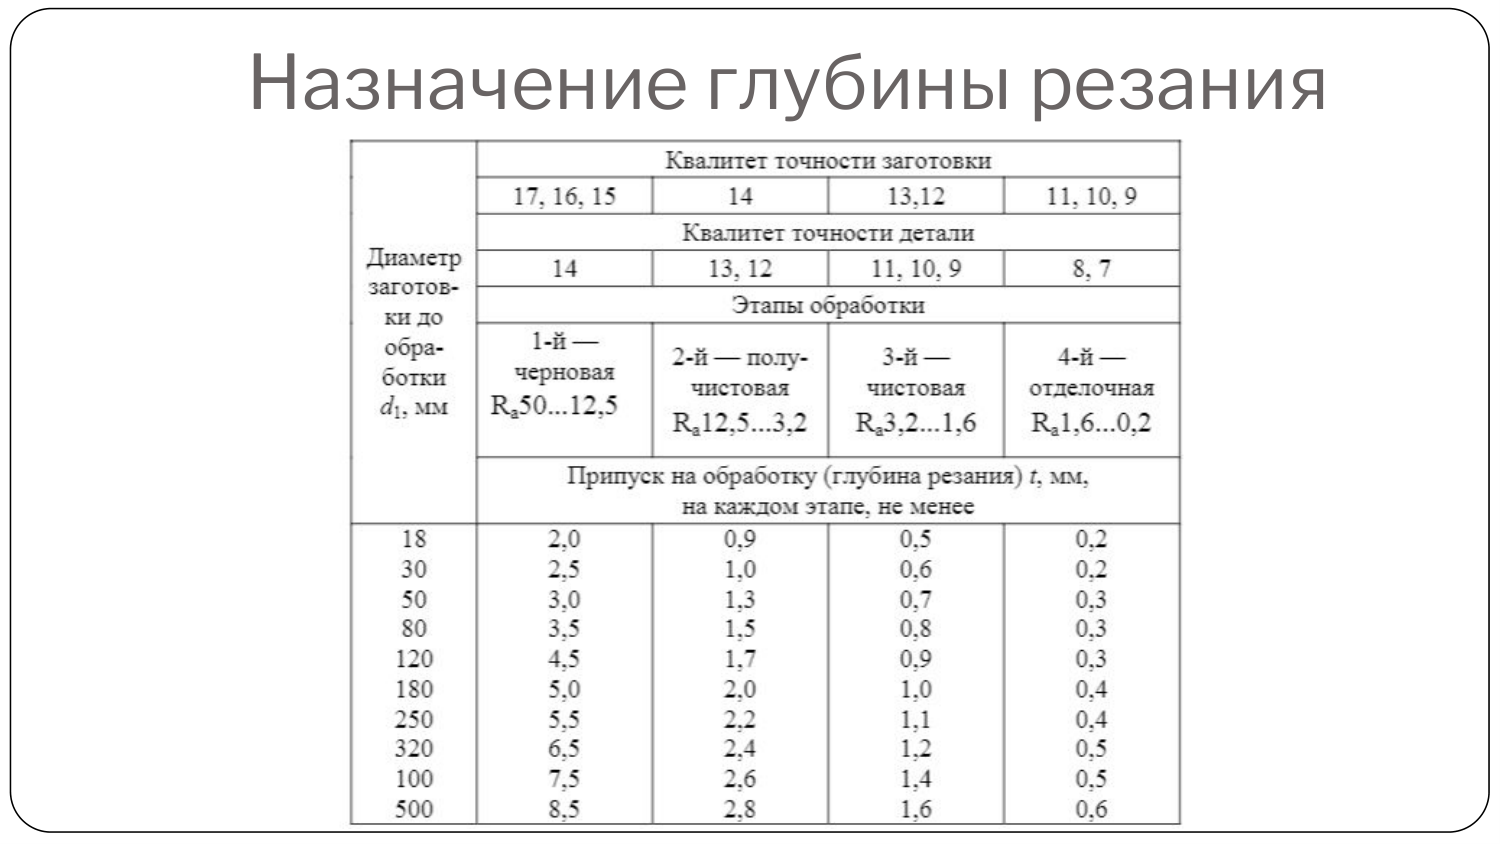 Назначение глубины резания
Диаметр
заготов-
ки до
обра-
ботки
d₁, мм
Квалитет точности заготовки
17, 16, 15 14 13,12 11, 10, 9
Квалитет точности детали
14 13, 12 11, 10, 9 8, 7
Этапы обработки
1-й —
черновая
Rₐ50...12,5
2-й — полу-
чистовая
Rₐ12,5...3,2
3-й —
чистовая
Rₐ3,2...1,6
4-й —
отделочная
Rₐ1,6...0,2
Припуск на обработку (глубина резания) t, мм,
на каждом этапе, не менее
18 2,0 0,9 0,5 0,2
30 2,5 1,0 0,6 0,2
50 3,0 1,3 0,7 0,3
80 3,5 1,5 0,8 0,3
120 4,5 1,7 0,9 0,3
180 5,0 2,0 1,0 0,4
250 5,5 2,2 1,1 0,4
320 6,5 2,4 1,2 0,5
100 7,5 2,6 1,4 0,5
500 8,5 2,8 1,6 0,6